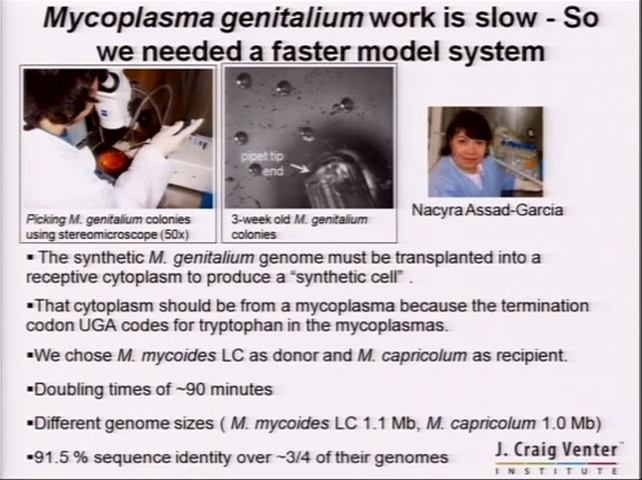 Mycoplasma genitalium work is slow - So
we needed a faster model system
pipet tip
end
Picking M. genitalium colonies
using stereomicroscope (50x)
3-week old M. genitalium
colonies
Nacyra Assad-Garcia
▪ The synthetic M. genitalium genome must be transplanted into a
receptive cytoplasm to produce a “synthetic cell” .
▪That cytoplasm should be from a mycoplasma because the termination
codon UGA codes for tryptophan in the mycoplasmas.
▪We chose M. mycoides LC as donor and M. capricolum as recipient.
▪Doubling times of ~90 minutes
▪Different genome sizes ( M. mycoides LC 1.1 Mb, M. capricolum 1.0 Mb)
▪91.5 % sequence identity over ~3/4 of their genomes
J. Craig Venter™
INSTITUTE